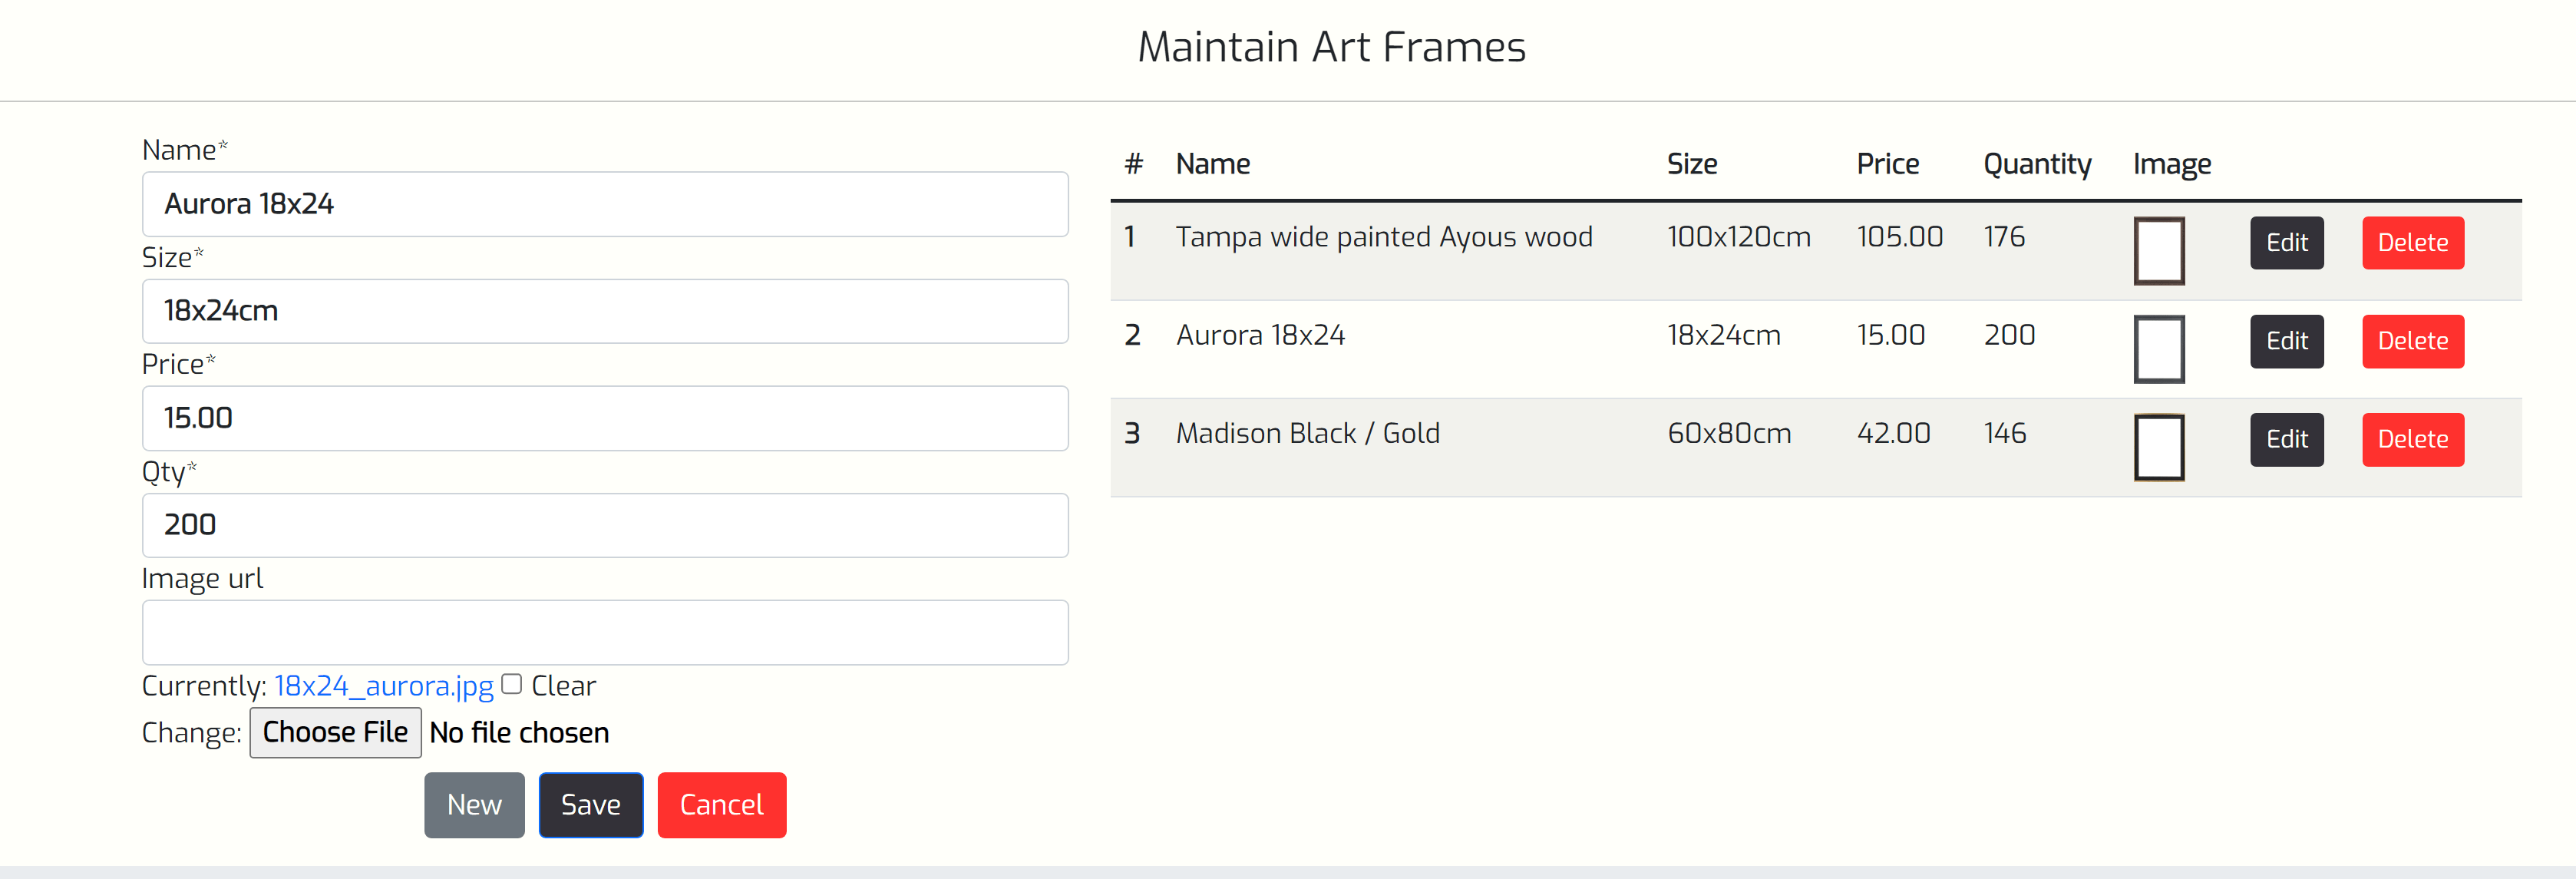 Maintain Art Frames
Name*
Aurora 18x24
Size*
18x24cm
Price*
15.00
Qty*
200
Image url
Currently: 18x24_aurora.jpg Clear
Change: Choose File No file chosen
New Save Cancel
# Name Size Price Quantity Image
1 Tampa wide painted Ayous wood 100x120cm 105.00 176 Edit Delete
2 Aurora 18x24 18x24cm 15.00 200 Edit Delete
3 Madison Black / Gold 60x80cm 42.00 146 Edit Delete